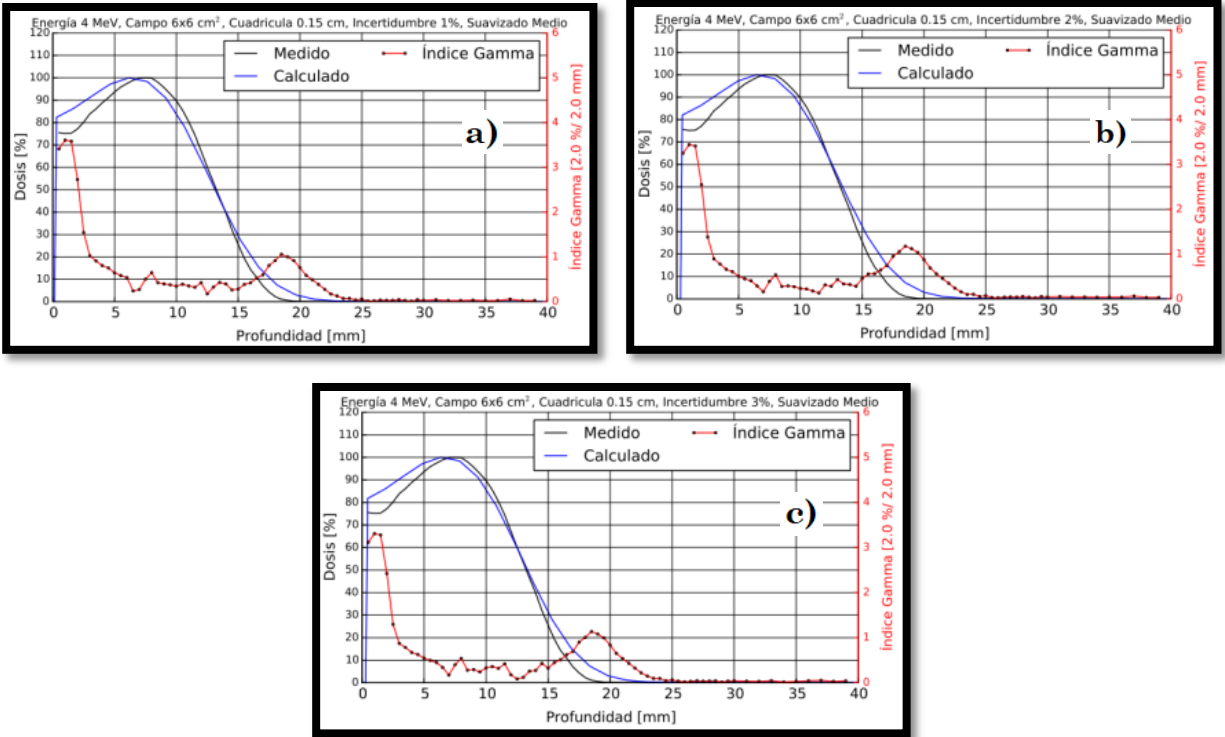 Energía 4 MeV, Campo 6x6 cm², Cuadricula 0.15 cm, Incertidumbre 1%, Suavizado Medio
120
110
100
90
80
70
60
50
40
30
20
10
0
Dosis [%]
Medido
Calculado
Índice Gamma
a)
6
5
4
3
2
1
0
Índice Gamma [2.0 %/ 2.0 mm]
0 5 10 15 20 25 30 35 40
Profundidad [mm]
Energía 4 MeV, Campo 6x6 cm², Cuadricula 0.15 cm, Incertidumbre 2%, Suavizado Medio
120
110
100
90
80
70
60
50
40
30
20
10
0
Dosis [%]
Medido
Calculado
Índice Gamma
b)
6
5
4
3
2
1
0
Índice Gamma [2.0 %/ 2.0 mm]
0 5 10 15 20 25 30 35 40
Profundidad [mm]
Energía 4 MeV, Campo 6x6 cm², Cuadricula 0.15 cm, Incertidumbre 3%, Suavizado Medio
120
110
100
90
80
70
60
50
40
30
20
10
0
Dosis [%]
Medido
Calculado
Índice Gamma
c)
6
5
4
3
2
1
0
Índice Gamma [2.0 %/ 2.0 mm]
0 5 10 15 20 25 30 35 40
Profundidad [mm]